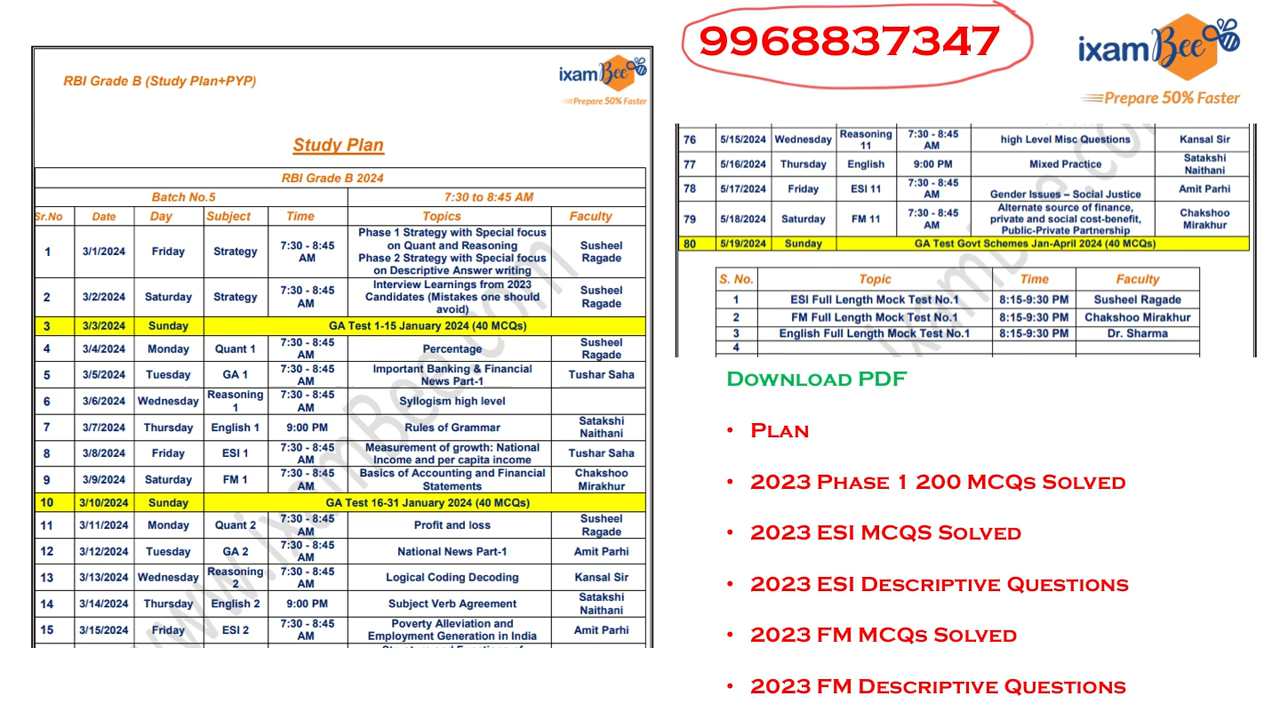 RBI Grade B (Study Plan+PYP)
ixamBee
Prepare 50% Faster
Study Plan
RBI Grade B 2024
Batch No.5 7:30 to 8:45 AM
Sr.No Date Day Subject Time Topics Faculty
1 3/1/2024 Friday Strategy 7:30 - 8:45 AM Phase 1 Strategy with Special focus on Quant and Reasoning Phase 2 Strategy with Special focus on Descriptive Answer writing Susheel Ragade
2 3/2/2024 Saturday Strategy 7:30 - 8:45 AM Interview Learnings from 2023 Candidates (Mistakes one should avoid) Susheel Ragade
3 3/3/2024 Sunday GA Test 1-15 January 2024 (40 MCQs)
4 3/4/2024 Monday Quant 1 7:30 - 8:45 AM Percentage Susheel Ragade
5 3/5/2024 Tuesday GA 1 7:30 - 8:45 AM Important Banking & Financial News Part-1 Tushar Saha
6 3/6/2024 Wednesday Reasoning 1 7:30 - 8:45 AM Syllogism high level
7 3/7/2024 Thursday English 1 9:00 PM Rules of Grammar Satakshi Naithani
8 3/8/2024 Friday ESI 1 7:30 - 8:45 AM Measurement of growth: National Income and per capita income Tushar Saha
9 3/9/2024 Saturday FM 1 7:30 - 8:45 AM Basics of Accounting and Financial Statements Chakshoo Mirakhur
10 3/10/2024 Sunday GA Test 16-31 January 2024 (40 MCQs)
11 3/11/2024 Monday Quant 2 7:30 - 8:45 AM Profit and loss Susheel Ragade
12 3/12/2024 Tuesday GA 2 7:30 - 8:45 AM National News Part-1 Amit Parhi
13 3/13/2024 Wednesday Reasoning 2 7:30 - 8:45 AM Logical Coding Decoding Kansal Sir
14 3/14/2024 Thursday English 2 9:00 PM Subject Verb Agreement Satakshi Naithani
15 3/15/2024 Friday ESI 2 7:30 - 8:45 AM Poverty Alleviation and Employment Generation in India Amit Parhi
www.ixamBee.com
9968837347
ixamBee
Prepare 50% Faster
76 5/15/2024 Wednesday Reasoning 11 7:30 - 8:45 AM high Level Misc Questions Kansal Sir
77 5/16/2024 Thursday English 9:00 PM Mixed Practice Satakshi Naithani
78 5/17/2024 Friday ESI 11 7:30 - 8:45 AM Gender Issues – Social Justice Amit Parhi
79 5/18/2024 Saturday FM 11 7:30 - 8:45 AM Alternate source of finance, private and social cost-benefit, Public-Private Partnership Chakshoo Mirakhur
80 5/19/2024 Sunday GA Test Govt Schemes Jan-April 2024 (40 MCQs)
S. No. Topic Time Faculty
1 ESI Full Length Mock Test No.1 8:15-9:30 PM Susheel Ragade
2 FM Full Length Mock Test No.1 8:15-9:30 PM Chakshoo Mirakhur
3 English Full Length Mock Test No.1 8:15-9:30 PM Dr. Sharma
4
Download PDF
• Plan
• 2023 Phase 1 200 MCQs Solved
• 2023 ESI MCQS Solved
• 2023 ESI Descriptive Questions
• 2023 FM MCQs Solved
• 2023 FM Descriptive Questions